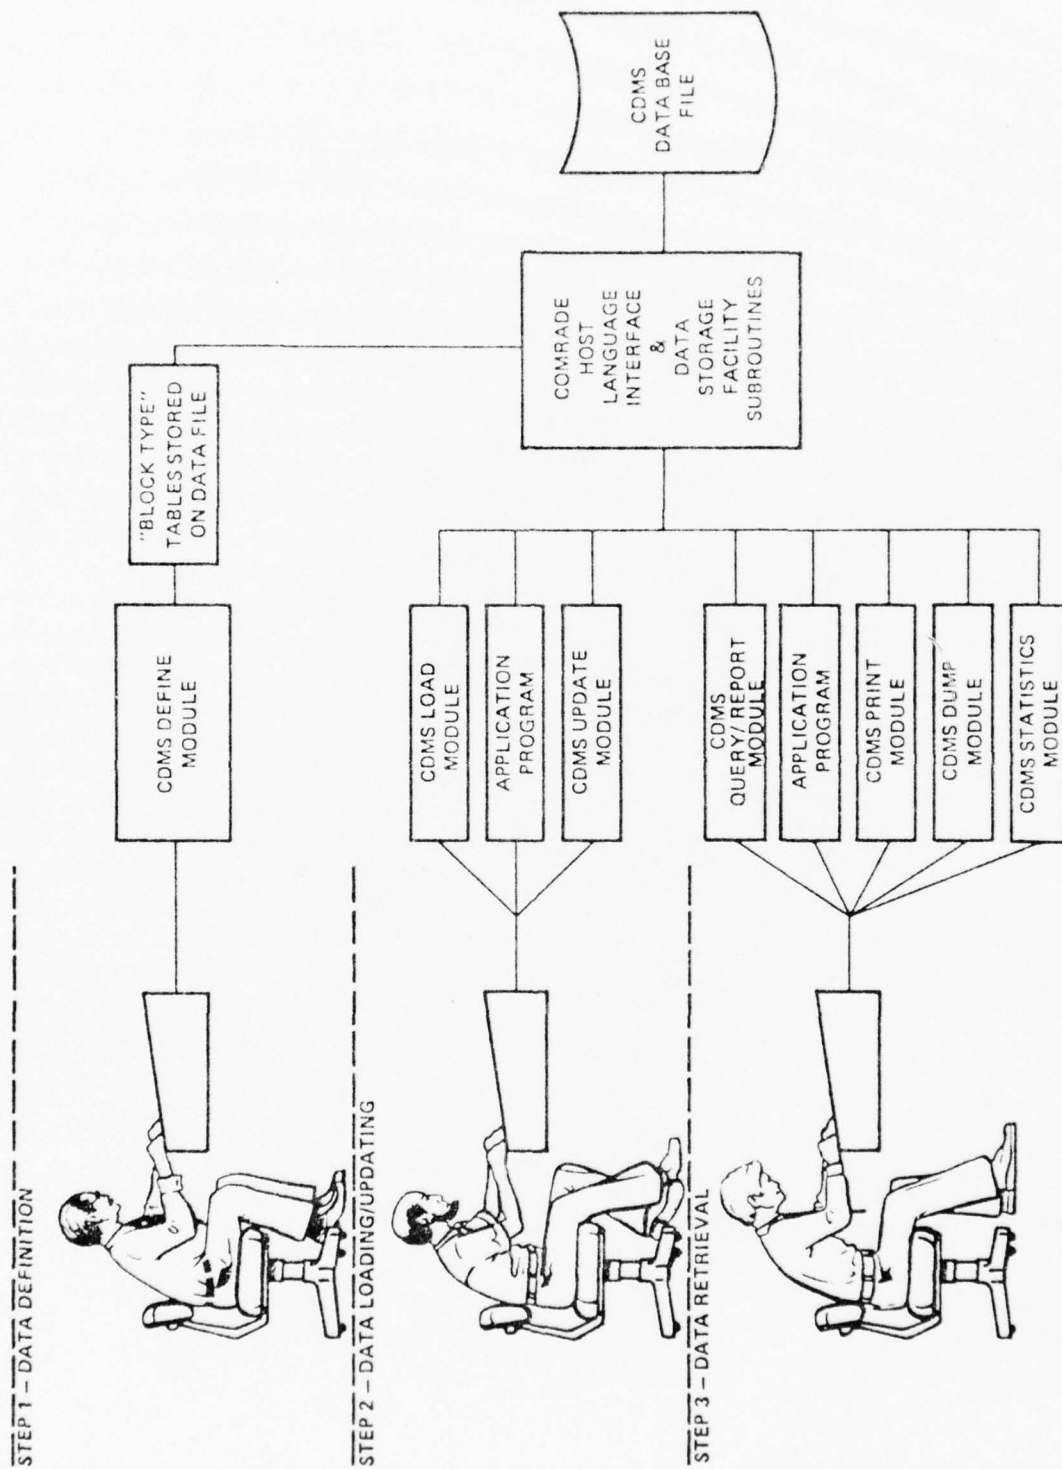 STEP 1 – DATA DEFINITION
CDMS DEFINE
MODULE
"BLOCK TYPE"
TABLES STORED
ON DATA FILE
STEP 2 – DATA LOADING/UPDATING
CDMS LOAD
MODULE
APPLICATION
PROGRAM
CDMS UPDATE
MODULE
COMRADE
HOST
LANGUAGE
INTERFACE
&
DATA
STORAGE
FACILITY
SUBROUTINES
CDMS
DATA BASE
FILE
STEP 3 – DATA RETRIEVAL
CDMS
QUERY/REPORT
MODULE
APPLICATION
PROGRAM
CDMS PRINT
MODULE
CDMS DUMP
MODULE
CDMS STATISTICS
MODULE